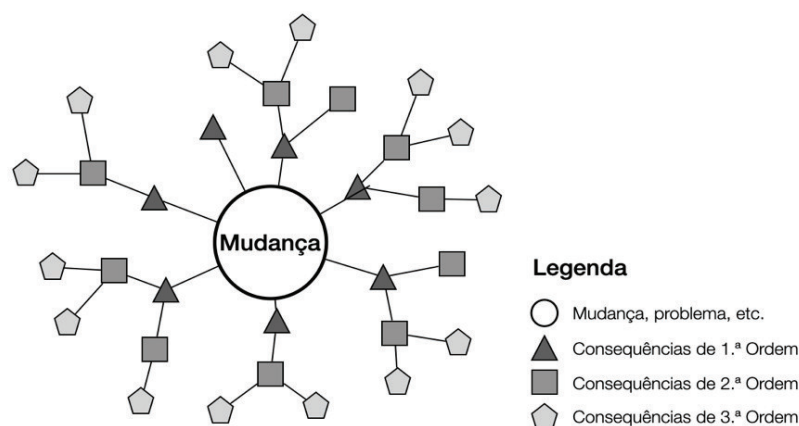 Mudança
Legenda
Mudança, problema, etc.
Consequências de 1.ª Ordem
Consequências de 2.ª Ordem
Consequências de 3.ª Ordem